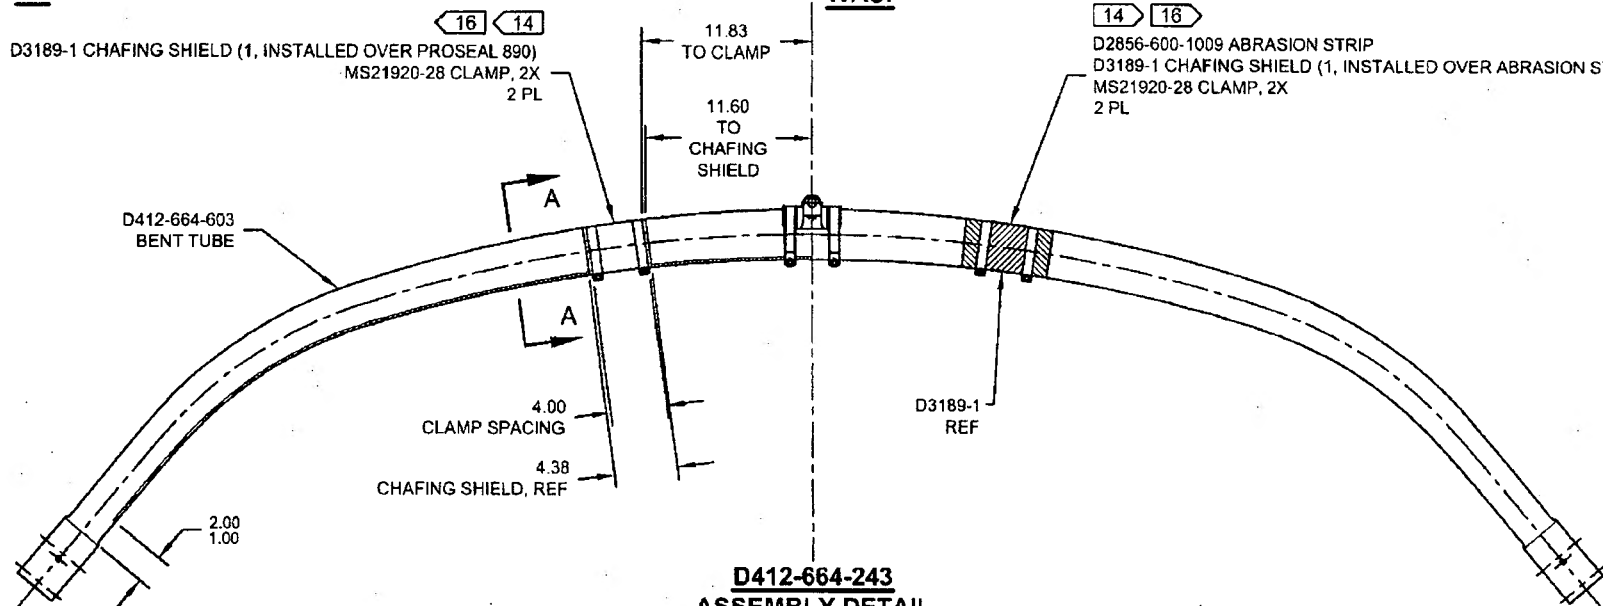 16 14
D3189-1 CHAFING SHIELD (1, INSTALLED OVER PROSEAL 890)
MS21920-28 CLAMP, 2X
2 PL
11.83
TO CLAMP
11.60
TO
CHAFING
SHIELD
14 16
D2856-600-1009 ABRASION STRIP
D3189-1 CHAFING SHIELD (1, INSTALLED OVER ABRASION
MS21920-28 CLAMP, 2X
2 PL
A
D412-664-603
BENT TUBE
A
4.00
CLAMP SPACING
4.38
CHAFING SHIELD, REF
D3189-1
REF
2.00
1.00
D412-664-243
ASSEMBLY DETAIL